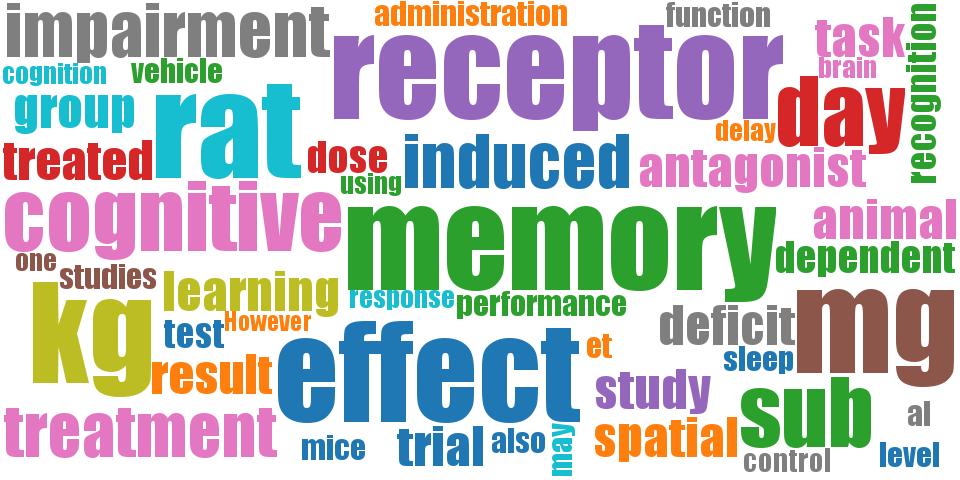 impairment
administration
function
task
recognition
cognition
vehicle
receptor
brain
group
rat
day
delay
treated
dose
induced
antagonist
using
cognitive
memory
animal
dependent
one
studies
learning
response
performance
kg
However
test
effect
deficit
mg
et
sleep
result
study
sub
treatment
mice
trial
also
may
spatial
al
control
level